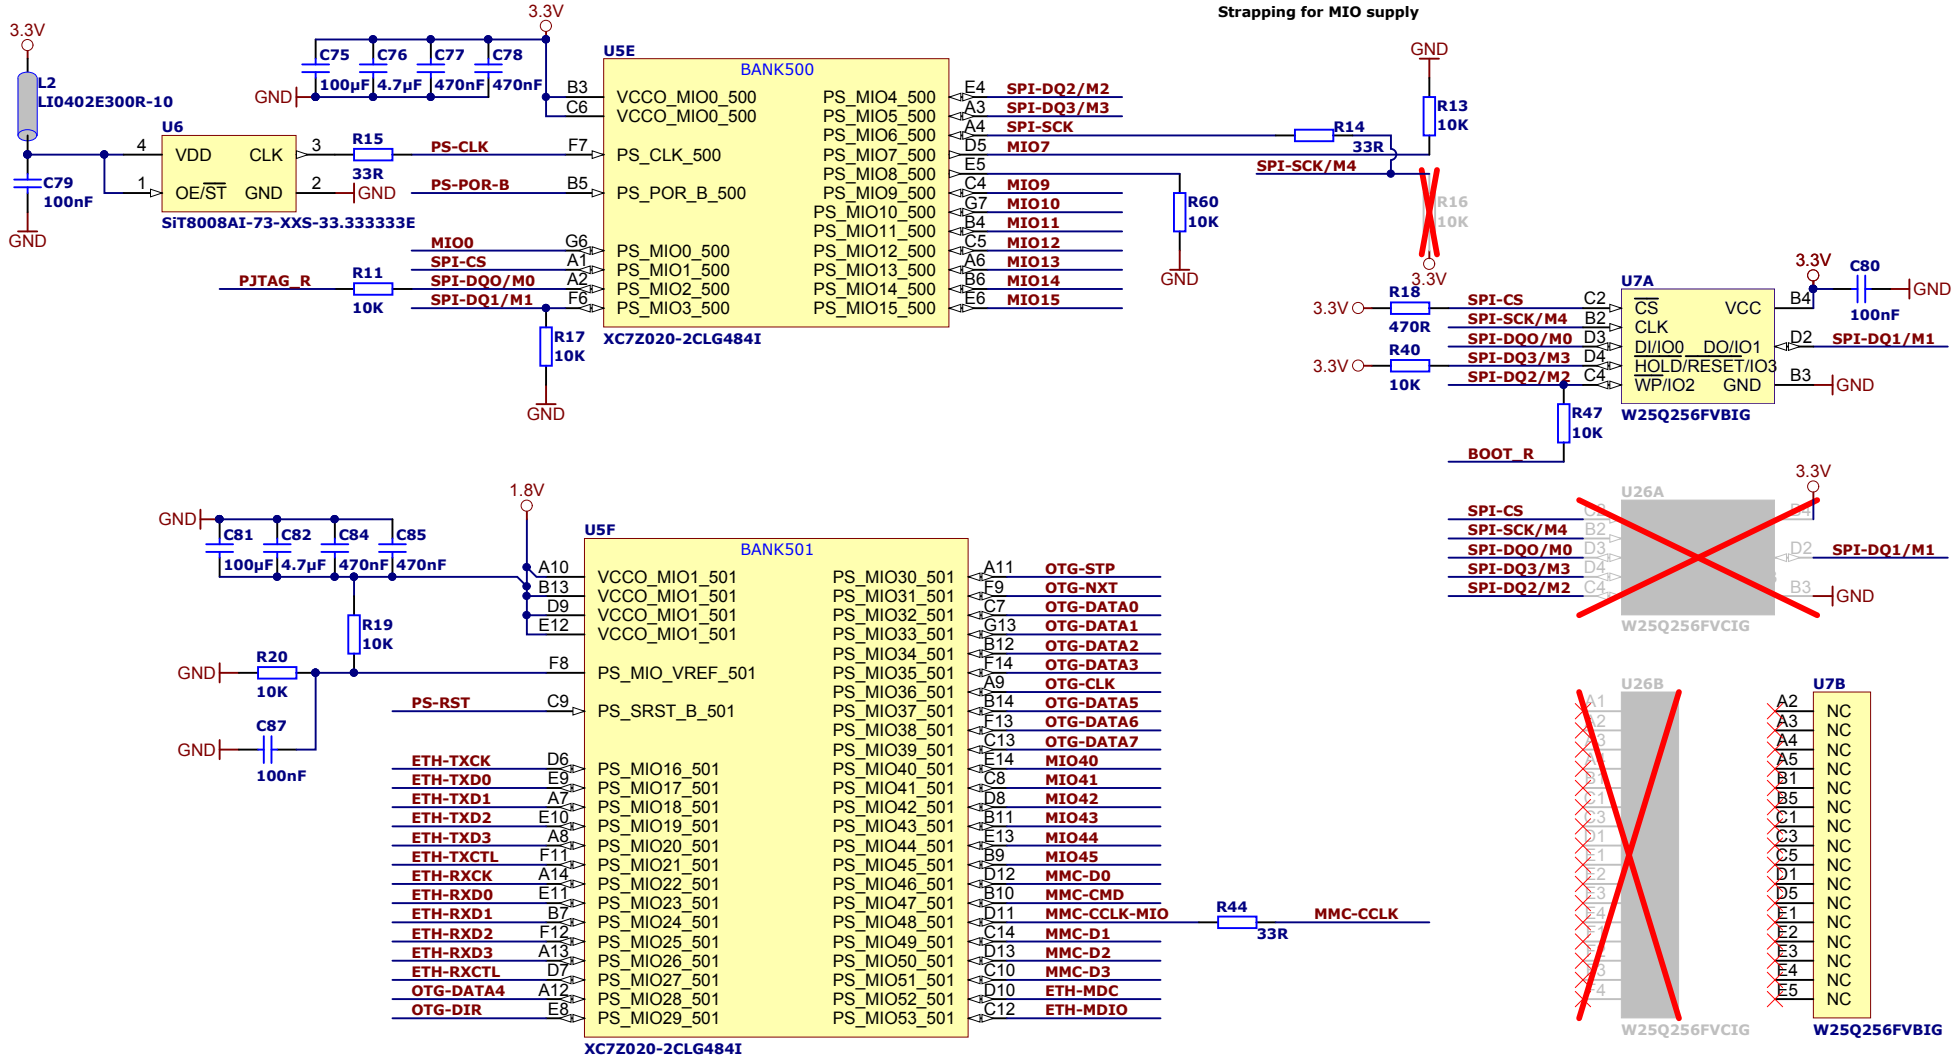 Strapping for MIO supply
3.3V
L2
LI0402E300R-10
U6
4 VDD CLK 3
1 OE/ST GND 2
SiT8008AI-73-XXS-33.333333E
C79
100nF
GND
R15
33R
GND
PS-CLK
PS-POR-B
3.3V
C75 C76 C77 C78
100µF 4.7µF 470nF 470nF
GND
U5E
BANK500
B3 VCCO_MIO0_500
C6 VCCO_MIO0_500
F7 PS_CLK_500
B5 PS_POR_B_500
MIO0 G6 PS_MIO0_500
SPI-CS A1 PS_MIO1_500
PJTAG_R R11 SPI-DQO/M0 A2 PS_MIO2_500
10K
SPI-DQ1/M1 F6 PS_MIO3_500
R17
10K
GND
PS_MIO4_500 E4 SPI-DQ2/M2
PS_MIO5_500 A3 SPI-DQ3/M3
PS_MIO6_500 A4 SPI-SCK
PS_MIO7_500 D5 MIO7
PS_MIO8_500 E5
PS_MIO9_500 C4 MIO9
PS_MIO10_500 G7 MIO10
PS_MIO11_500 B4 MIO11
PS_MIO12_500 C5 MIO12
PS_MIO13_500 A6 MIO13
PS_MIO14_500 B6 MIO14
PS_MIO15_500 E6 MIO15
XC7Z020-2CLG484I
GND
R13
10K
R14
33R
SPI-SCK/M4
R16
10K
3.3V
R60
10K
GND
U7A
3.3V R18 SPI-CS C2 CS
470R
SPI-SCK/M4 B2 CLK
SPI-DQO/M0 D3 DI/IO0
3.3V R40 SPI-DQ3/M3 D4 HOLD/RESET/IO3
10K
SPI-DQ2/M2 C4 WP/IO2
VCC B4
DO/IO1 D2 SPI-DQ1/M1
GND B3 GND
3.3V
C80
100nF
GND
W25Q256FVBIG
R47
10K
BOOT_R
3.3V
U26A
SPI-CS C2
SPI-SCK/M4 B2
SPI-DQO/M0 D3
SPI-DQ3/M3 D4
SPI-DQ2/M2 C4
B4
D2 SPI-DQ1/M1
B3 GND
W25Q256FVCIG
1.8V
GND
C81 C82 C84 C85
100µF 4.7µF 470nF 470nF
R19
10K
GND R20
10K
GND C87
100nF
U5F
BANK501
A10 VCCO_MIO1_501
B13 VCCO_MIO1_501
D9 VCCO_MIO1_501
E12 VCCO_MIO1_501
F8 PS_MIO_VREF_501
PS-RST C9 PS_SRST_B_501
ETH-TXCK D6 PS_MIO16_501
ETH-TXD0 E9 PS_MIO17_501
ETH-TXD1 A7 PS_MIO18_501
ETH-TXD2 E10 PS_MIO19_501
ETH-TXD3 A8 PS_MIO20_501
ETH-TXCTL F11 PS_MIO21_501
ETH-RXCK A14 PS_MIO22_501
ETH-RXD0 E11 PS_MIO23_501
ETH-RXD1 B7 PS_MIO24_501
ETH-RXD2 F12 PS_MIO25_501
ETH-RXD3 A13 PS_MIO26_501
ETH-RXCTL D7 PS_MIO27_501
OTG-DATA4 A12 PS_MIO28_501
OTG-DIR E8 PS_MIO29_501
PS_MIO30_501 A11 OTG-STP
PS_MIO31_501 F9 OTG-NXT
PS_MIO32_501 C7 OTG-DATA0
PS_MIO33_501 G13 OTG-DATA1
PS_MIO34_501 B12 OTG-DATA2
PS_MIO35_501 F14 OTG-DATA3
PS_MIO36_501 A9 OTG-CLK
PS_MIO37_501 B14 OTG-DATA5
PS_MIO38_501 F13 OTG-DATA6
PS_MIO39_501 C13 OTG-DATA7
PS_MIO40_501 E14 MIO40
PS_MIO41_501 C8 MIO41
PS_MIO42_501 D8 MIO42
PS_MIO43_501 B11 MIO43
PS_MIO44_501 E13 MIO44
PS_MIO45_501 B9 MIO45
PS_MIO46_501 D12 MMC-D0
PS_MIO47_501 B10 MMC-CMD
PS_MIO48_501 D11 MMC-CCLK-MIO R44 MMC-CCLK
33R
PS_MIO49_501 C14 MMC-D1
PS_MIO50_501 D13 MMC-D2
PS_MIO51_501 C10 MMC-D3
PS_MIO52_501 D10 ETH-MDC
PS_MIO53_501 C12 ETH-MDIO
XC7Z020-2CLG484I
U26B
A1
A2
C1
C3
D1
E1
E2
E3
E4
W25Q256FVCIG
U7B
A2 NC
A3 NC
A4 NC
A5 NC
B1 NC
B5 NC
C1 NC
C3 NC
C5 NC
D1 NC
D5 NC
E1 NC
E2 NC
E3 NC
E4 NC
E5 NC
W25Q256FVBIG